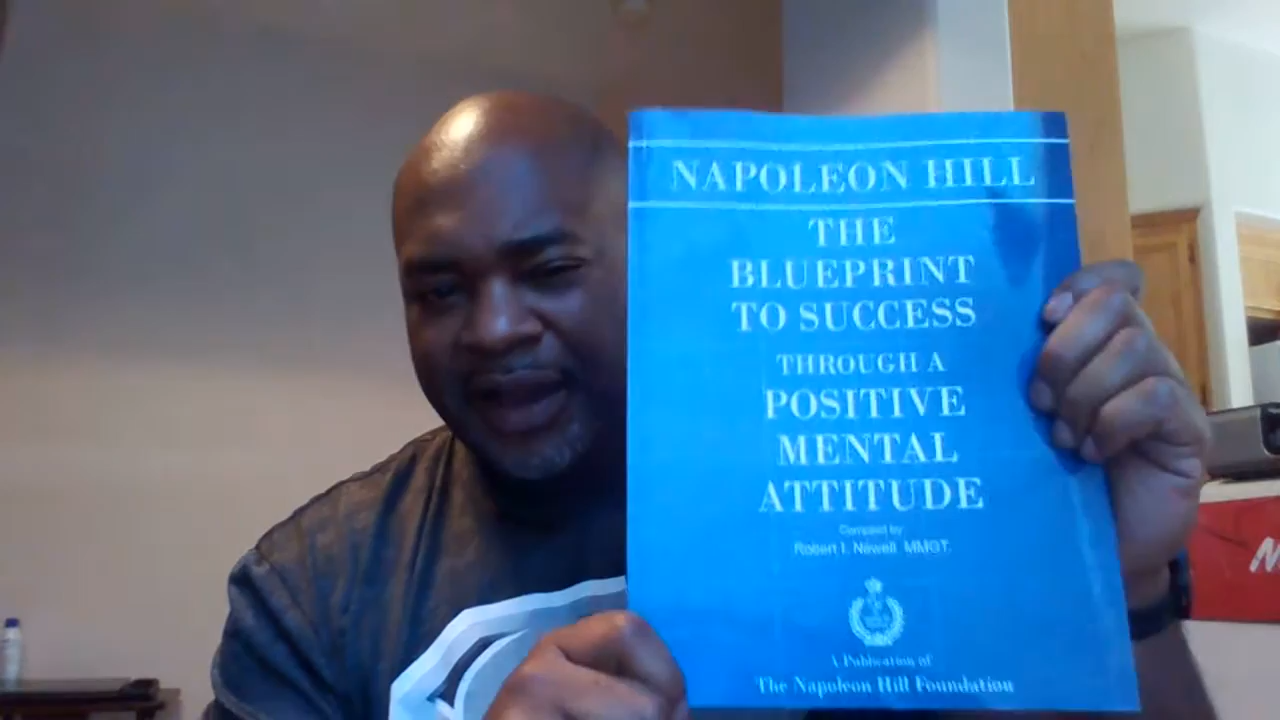 NAPOLEON HILL
THE
BLUEPRINT
TO SUCCESS
THROUGH A
POSITIVE
MENTAL
ATTITUDE
Compiled by
Robert I. Newell, MMGT.
A Publication of
The Napoleon Hill Foundation